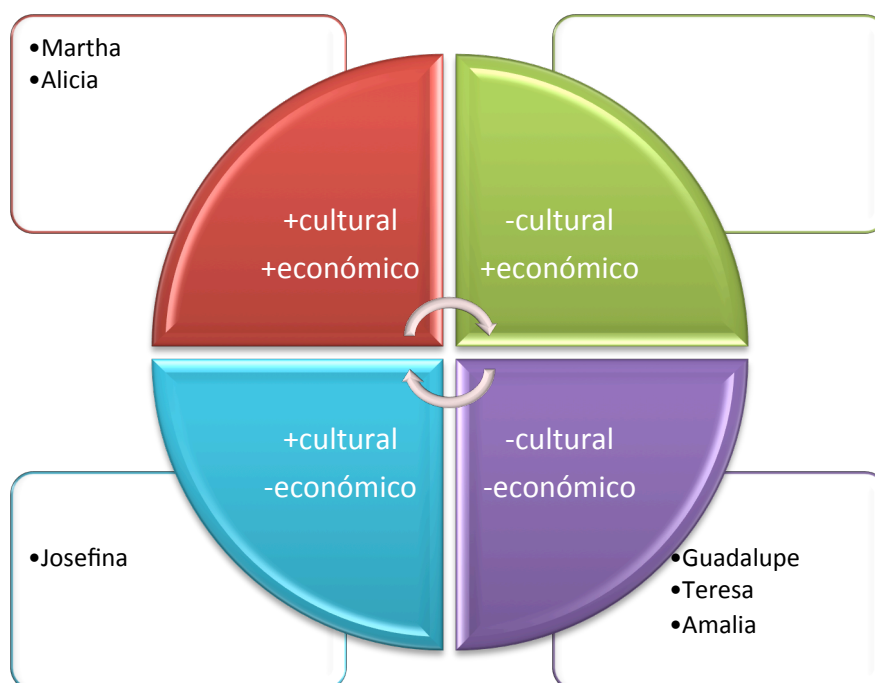 •Martha
•Alicia
+cultural
+económico
-cultural
+económico
+cultural
-económico
-cultural
-económico
•Josefina
•Guadalupe
•Teresa
•Amalia